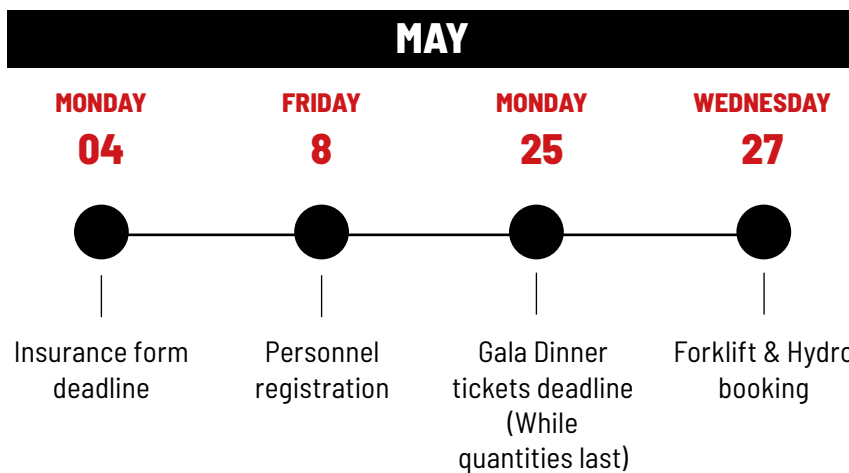 MAY
MONDAY
04
Insurance form
deadline
FRIDAY
8
Personnel
registration
MONDAY
25
Gala Dinner
tickets deadline
(While
quantities last)
WEDNESDAY
27
Forklift & Hydro
booking